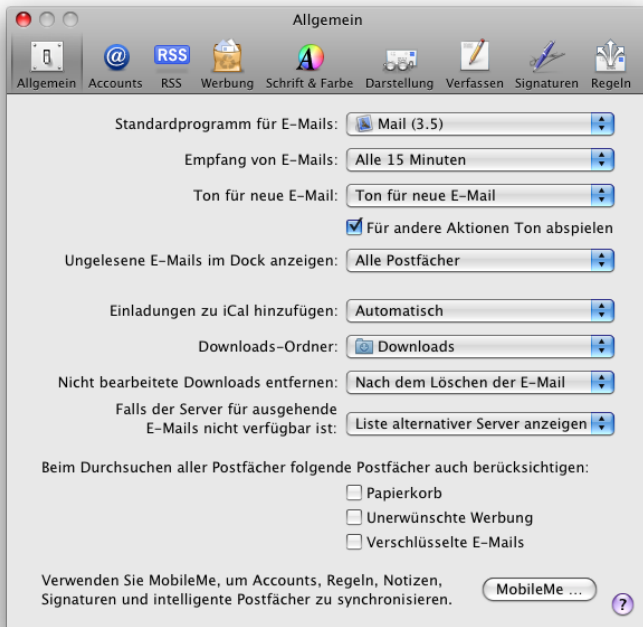 Allgemein
RSS
Allgemein Accounts RSS Werbung Schrift & Farbe Darstellung Verfassen Signaturen Regeln
Standardprogramm für E-Mails: Mail (3.5)
Empfang von E-Mails: Alle 15 Minuten
Ton für neue E-Mail: Ton für neue E-Mail
Für andere Aktionen Ton abspielen
Ungelesene E-Mails im Dock anzeigen: Alle Postfächer
Einladungen zu iCal hinzufügen: Automatisch
Downloads-Ordner: Downloads
Nicht bearbeitete Downloads entfernen: Nach dem Löschen der E-Mail
Falls der Server für ausgehende
E-Mails nicht verfügbar ist: Liste alternativer Server anzeigen
Beim Durchsuchen aller Postfächer folgende Postfächer auch berücksichtigen:
Papierkorb
Unerwünschte Werbung
Verschlüsselte E-Mails
Verwenden Sie MobileMe, um Accounts, Regeln, Notizen,
Signaturen und intelligente Postfächer zu synchronisieren.
MobileMe ...
?